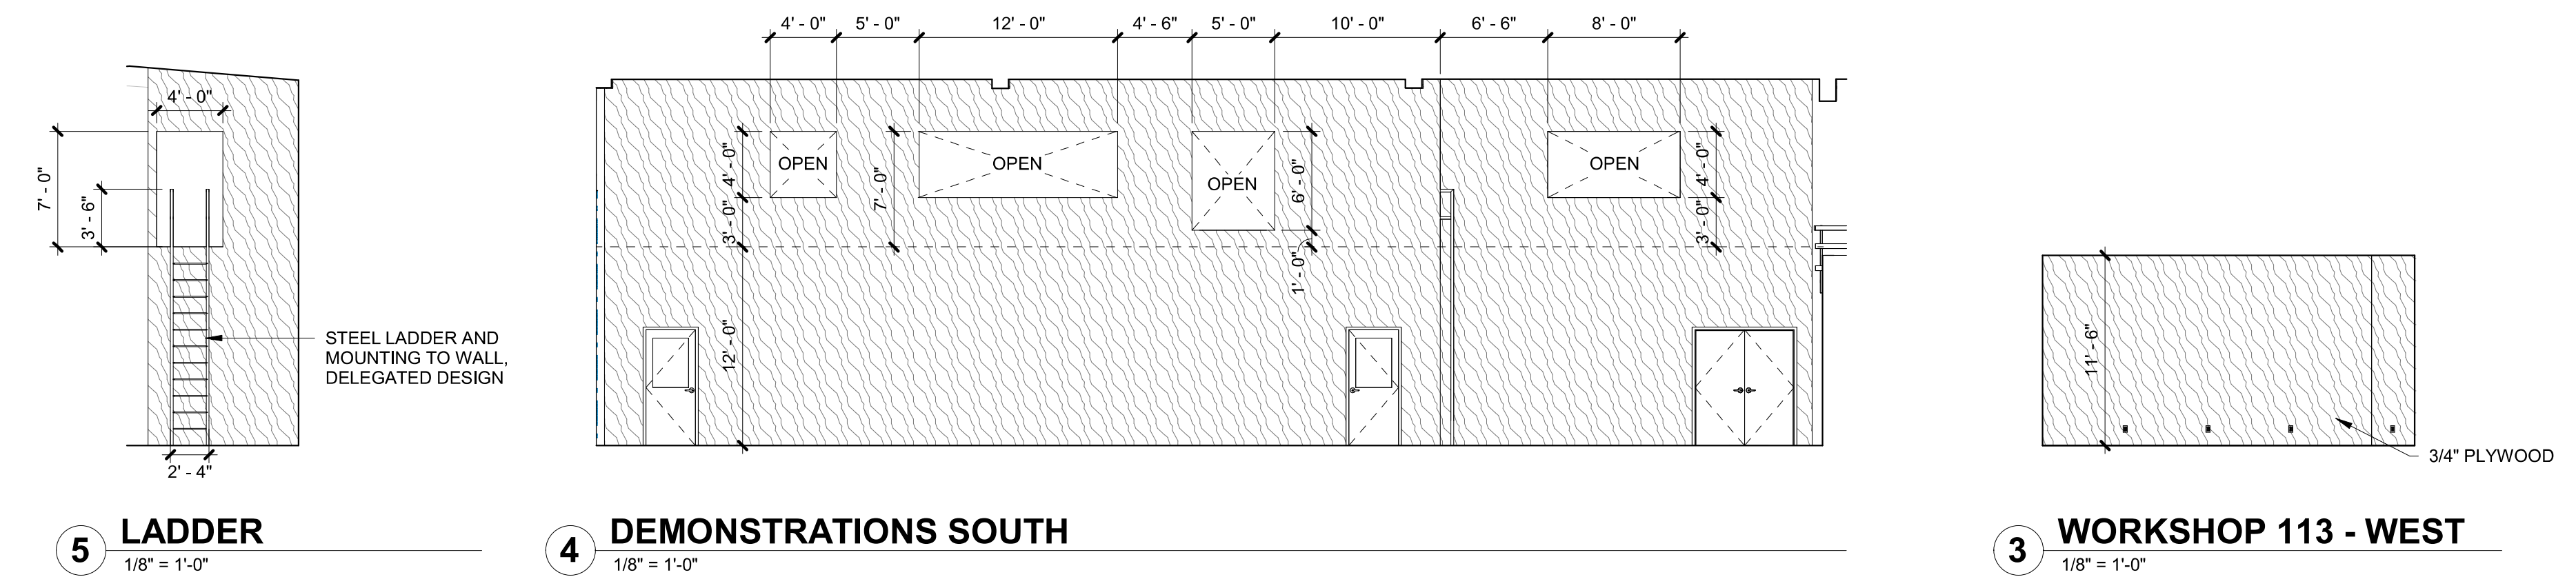 4' - 0"
7' - 0"
3' - 6"
STEEL LADDER AND
MOUNTING TO WALL,
DELEGATED DESIGN
2' - 4"
5 LADDER
1/8" = 1'-0"
4' - 0" 5' - 0" 12' - 0" 4' - 6" 5' - 0" 10' - 0" 6' - 6" 8' - 0"
4' - 0" OPEN 7' - 0" OPEN OPEN 6' - 0" OPEN 4' - 0"
3' - 0" 1' - 0" 3' - 0"
12' - 0"
4 DEMONSTRATIONS SOUTH
1/8" = 1'-0"
11' - 6"
3/4" PLYWOOD
3 WORKSHOP 113 - WEST
1/8" = 1'-0"